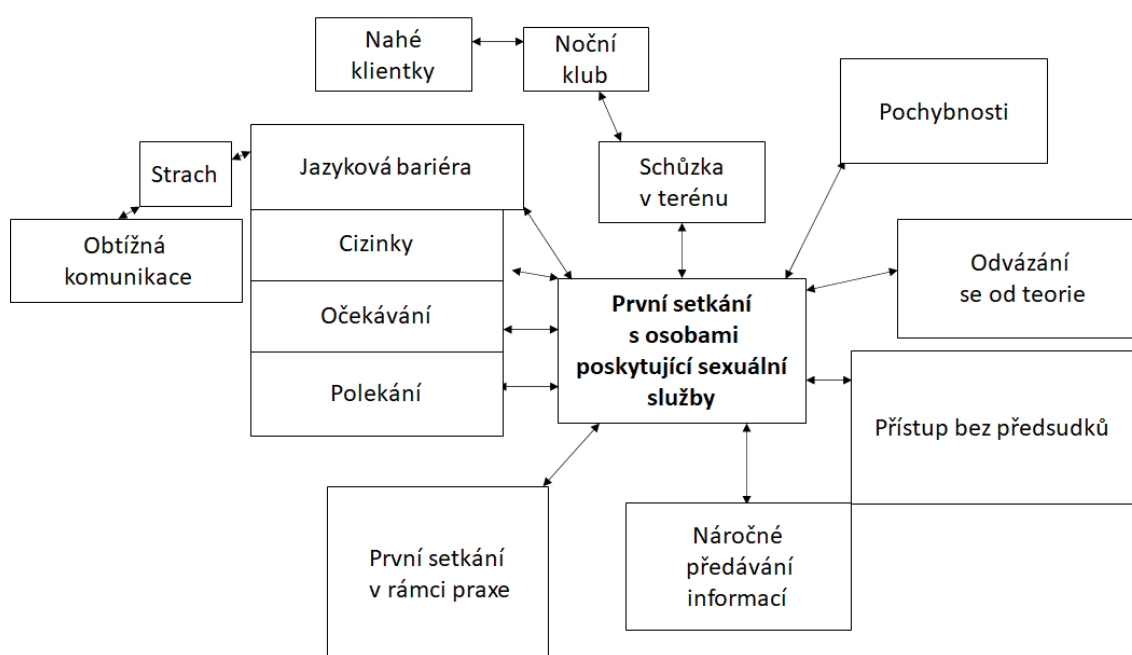 Nahé
klientky
Noční
klub
Pochybnosti
Strach
Jazyková bariéra
Schůzka
v terénu
Obtížná
komunikace
Cizinky
Odvázání
se od teorie
Očekávání
První setkání
s osobami
poskytující sexuální
služby
Polekání
Přístup bez předsudků
První setkání
v rámci praxe
Náročné
předávání
informací